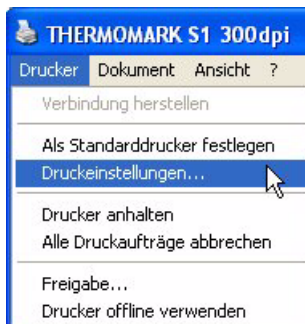 THERMOMARK S1 300dpi
Drucker Dokument Ansicht ?
Verbindung herstellen
Als Standarddrucker festlegen
Druckeinstellungen...
Drucker anhalten
Alle Druckaufträge abbrechen
Freigabe...
Drucker offline verwenden